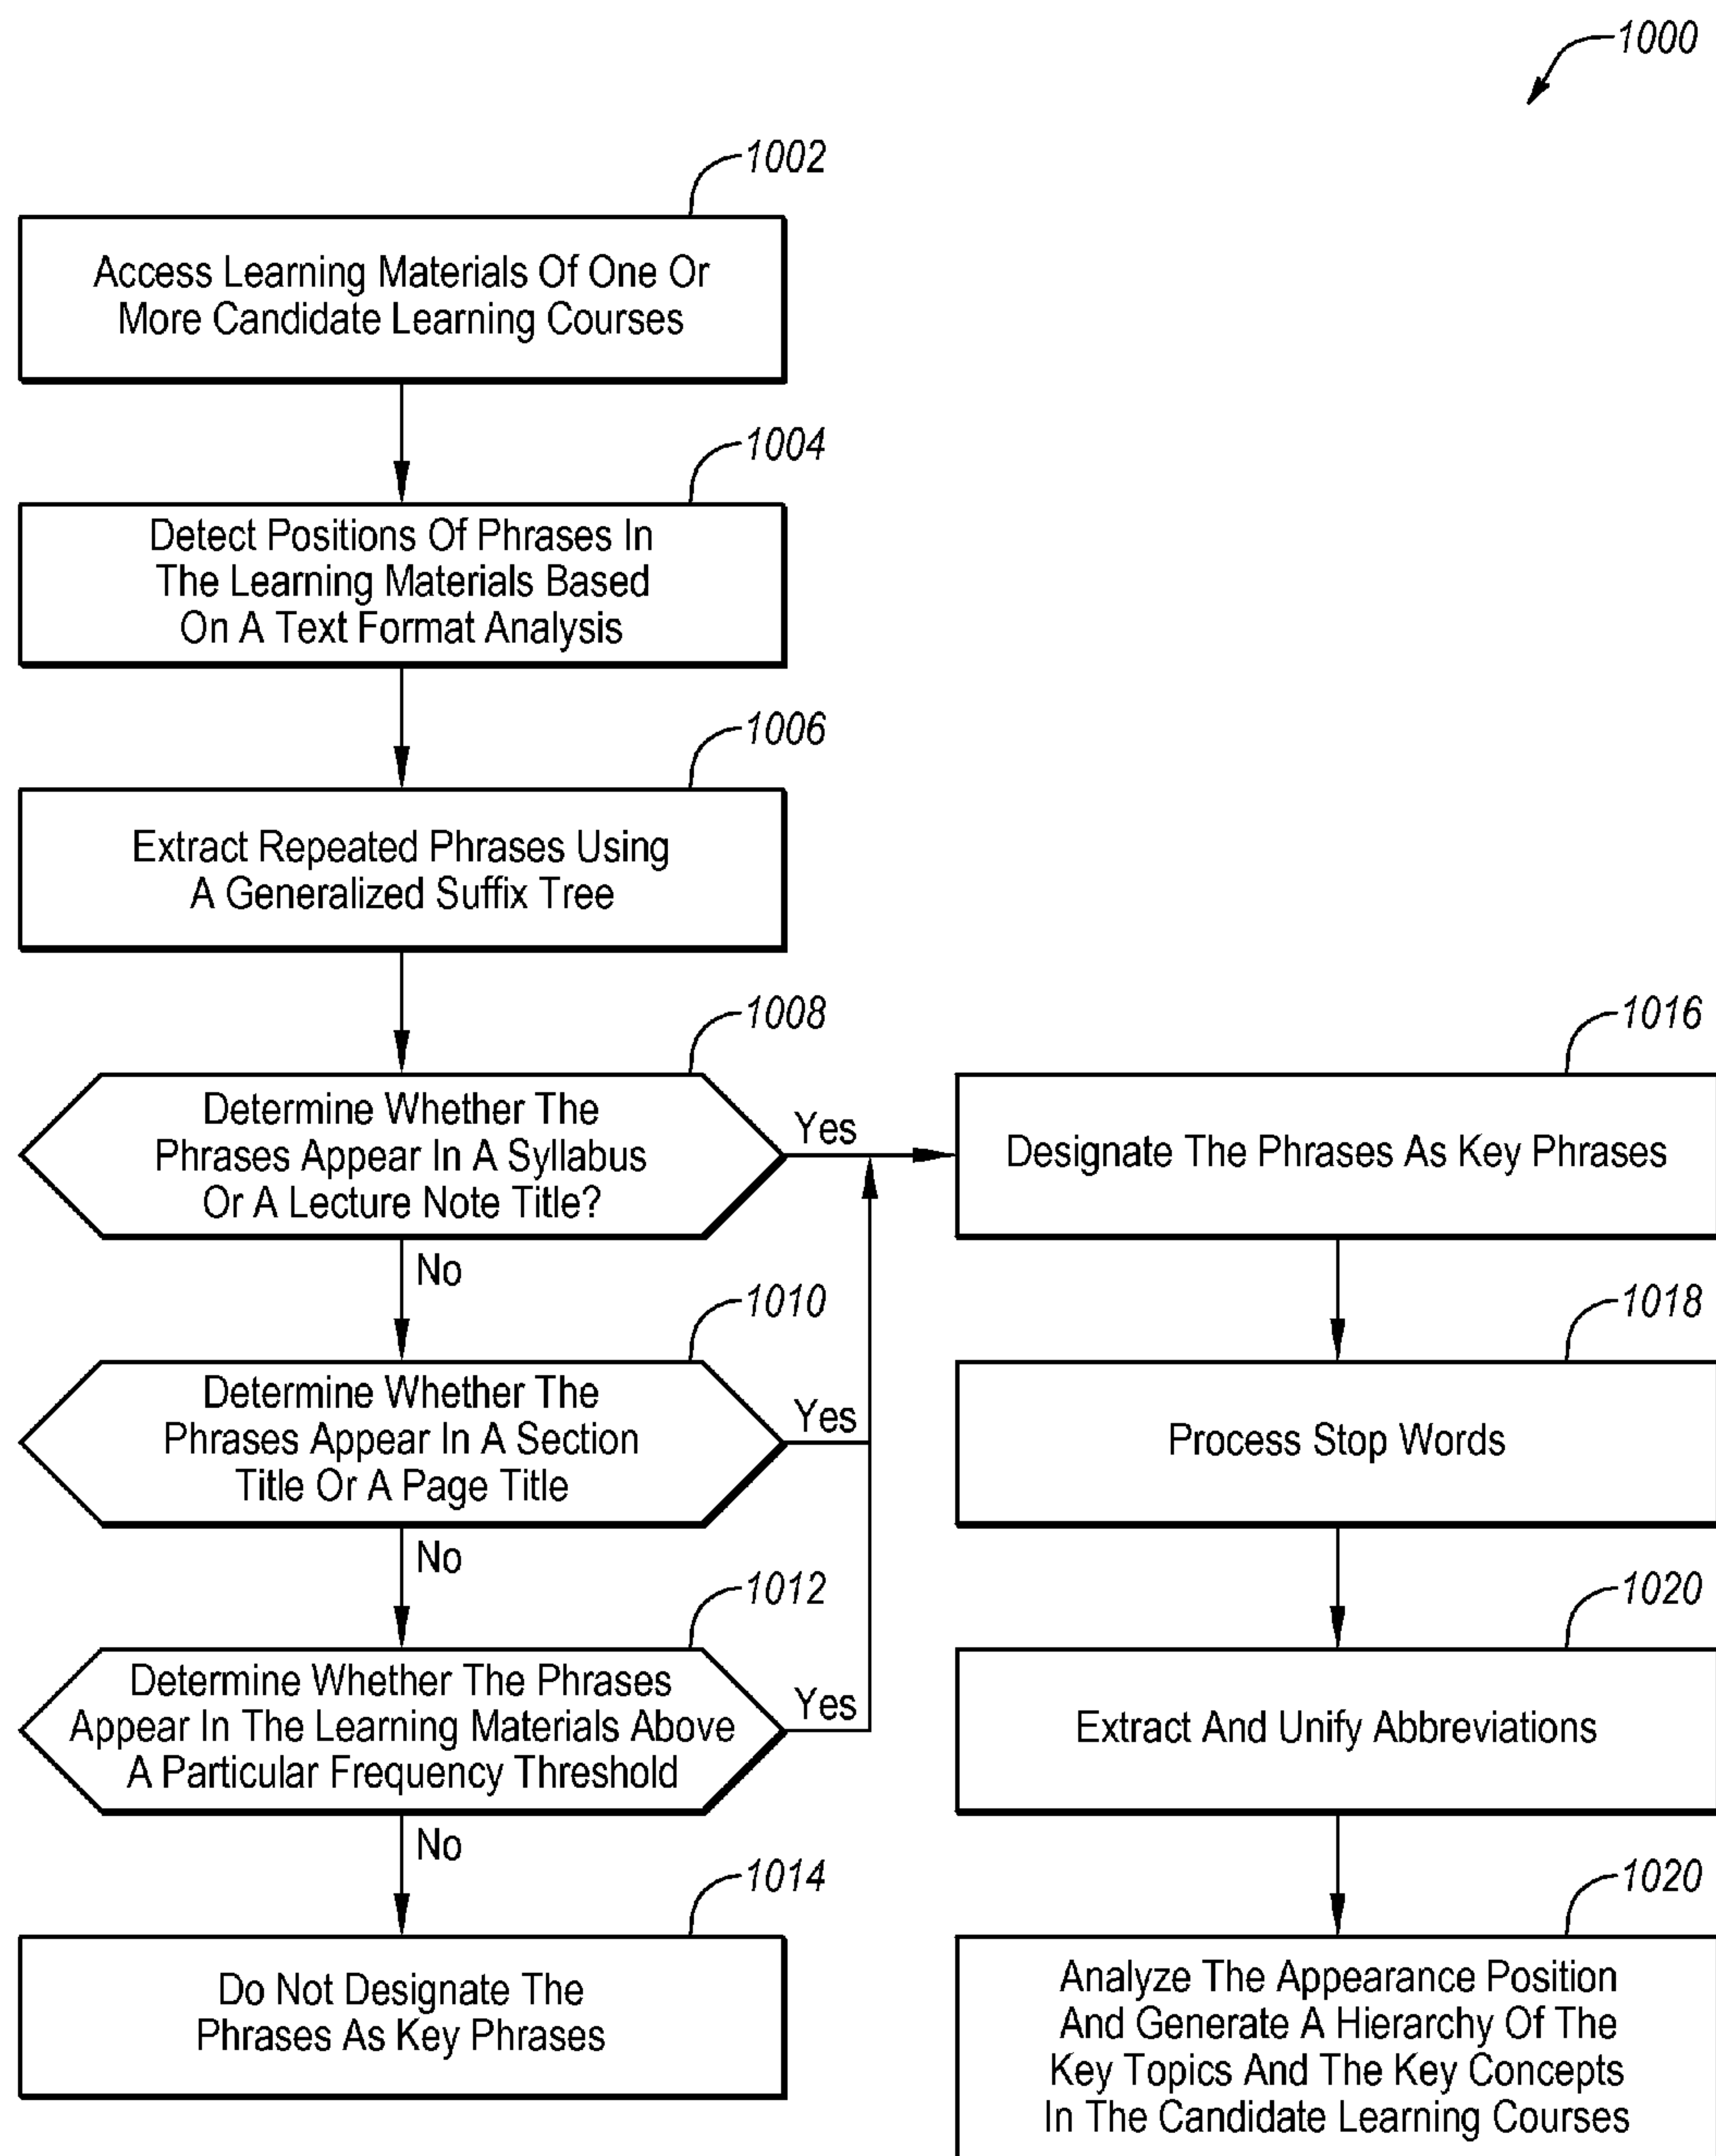 1000
1002
Access Learning Materials Of One Or
More Candidate Learning Courses
1004
Detect Positions Of Phrases In
The Learning Materials Based
On A Text Format Analysis
1006
Extract Repeated Phrases Using
A Generalized Suffix Tree
1008
Determine Whether The
Phrases Appear In A Syllabus
Or A Lecture Note Title?
Yes
No
1010
Determine Whether The
Phrases Appear In A Section
Title Or A Page Title
Yes
No
1012
Determine Whether The Phrases
Appear In The Learning Materials Above
A Particular Frequency Threshold
Yes
No
1014
Do Not Designate The
Phrases As Key Phrases
1016
Designate The Phrases As Key Phrases
1018
Process Stop Words
1020
Extract And Unify Abbreviations
1020
Analyze The Appearance Position
And Generate A Hierarchy Of The
Key Topics And The Key Concepts
In The Candidate Learning Courses